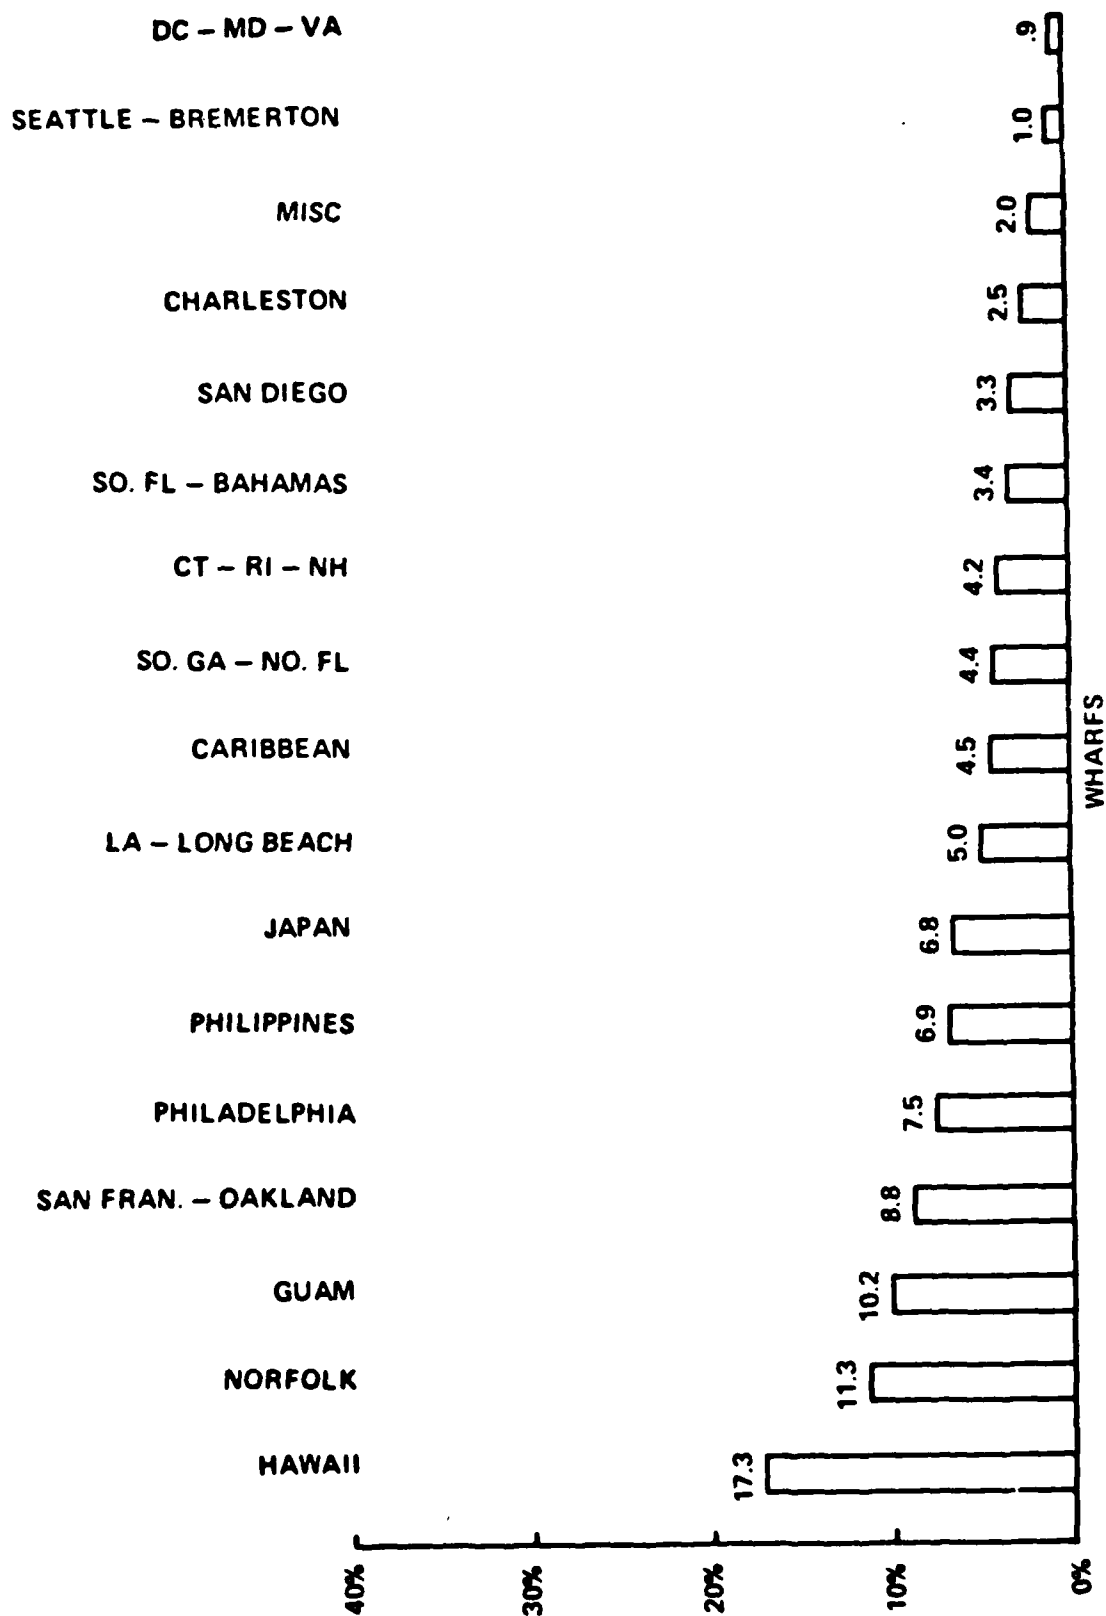 DC – MD – VA
.9
SEATTLE – BREMERTON
1.0
MISC
2.0
CHARLESTON
2.5
SAN DIEGO
3.3
SO. FL – BAHAMAS
3.4
CT – RI – NH
4.2
SO. GA – NO. FL
4.4
CARIBBEAN
4.5
LA – LONG BEACH
5.0
JAPAN
6.8
PHILIPPINES
6.9
PHILADELPHIA
7.5
SAN FRAN. – OAKLAND
8.8
GUAM
10.2
NORFOLK
11.3
HAWAII
17.3
40%
30%
20%
10%
0%
WHARFS